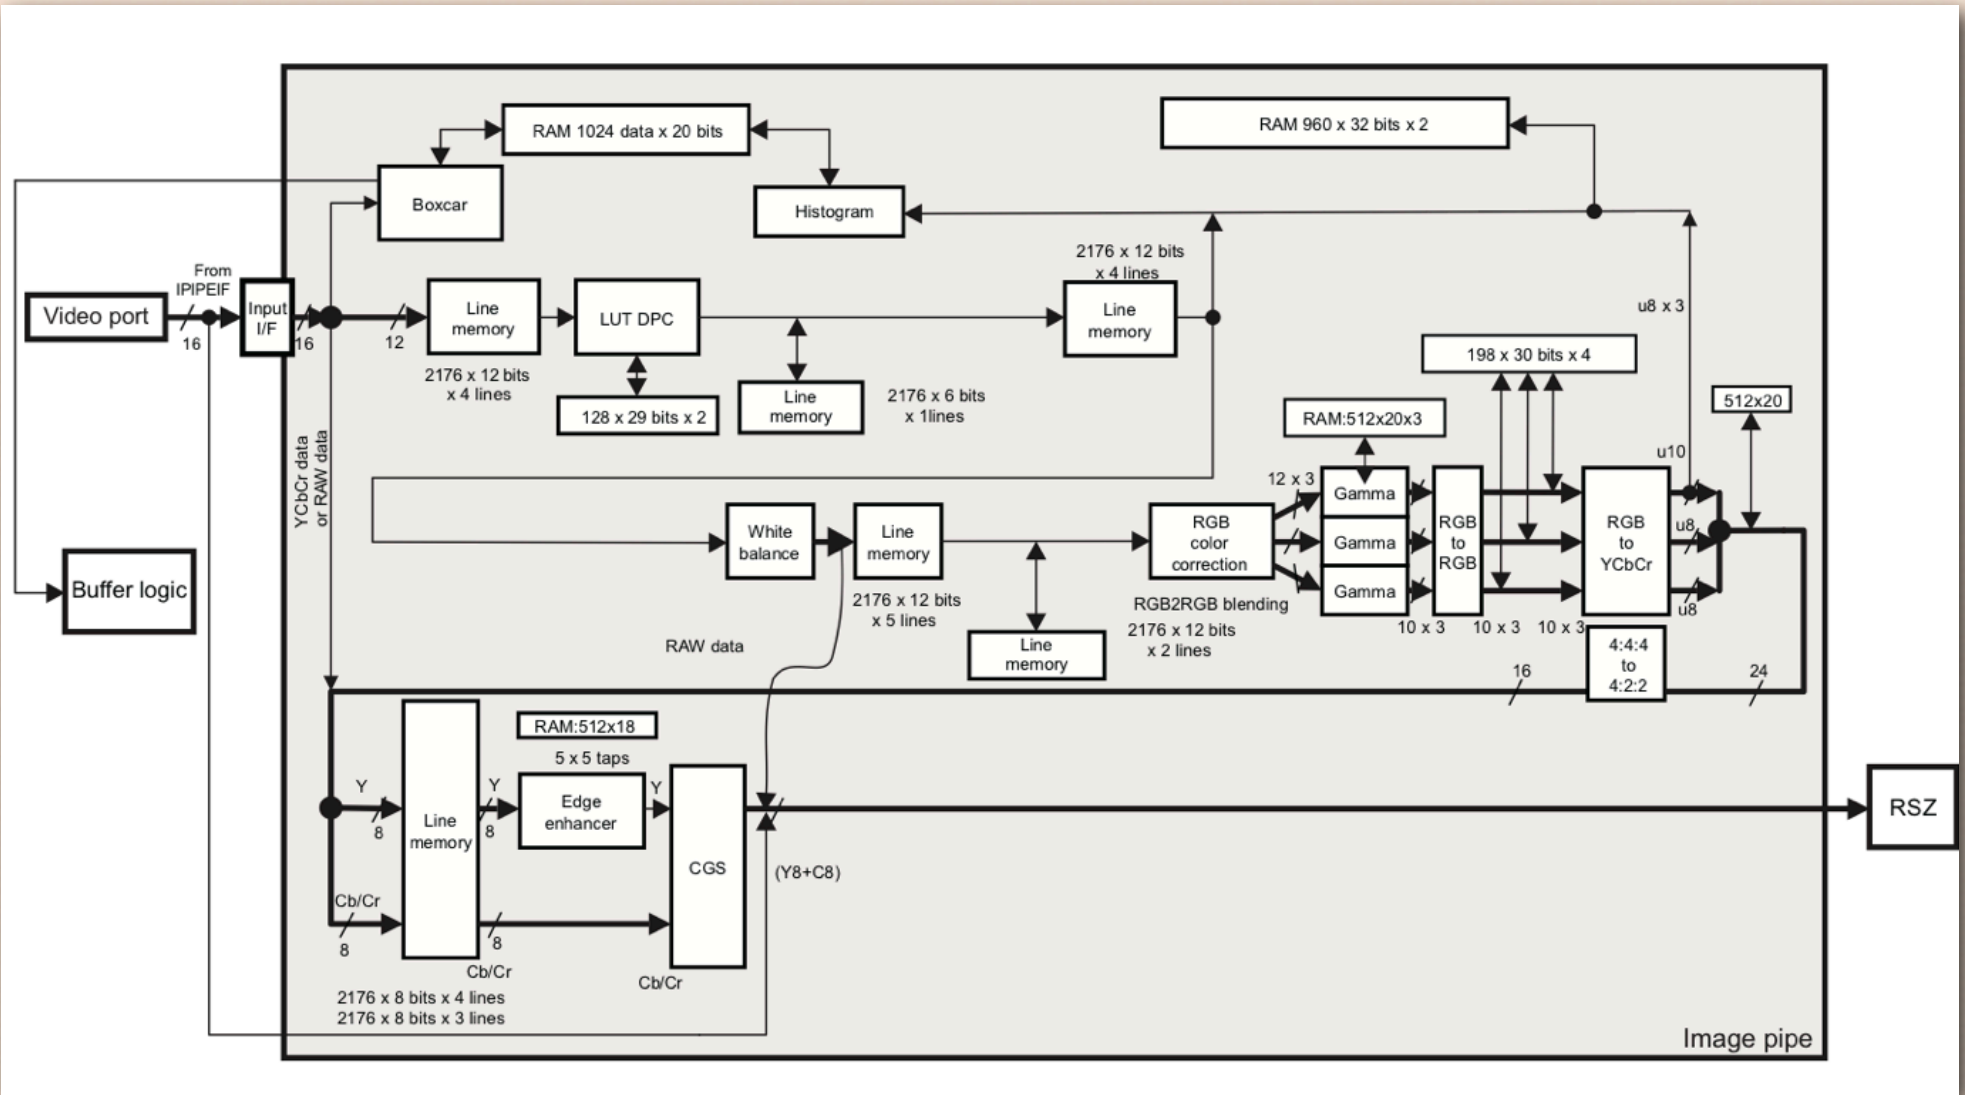 RAM 1024 data x 20 bits
RAM 960 x 32 bits x 2
Boxcar
Histogram
From
IPIPEIF
Video port
16
Input
I/F
16
12
Line
memory
2176 x 12 bits
x 4 lines
LUT DPC
128 x 29 bits x 2
Line
memory
2176 x 6 bits
x 1lines
2176 x 12 bits
x 4 lines
Line
memory
u8 x 3
198 x 30 bits x 4
512x20
RAM:512x20x3
u10
YCbCr data
or RAW data
12 x 3
Gamma
Gamma
Gamma
White
balance
Line
memory
2176 x 12 bits
x 5 lines
RGB
color
correction
RGB
to
RGB
RGB
to
YCbCr
u8
u8
Buffer logic
RGB2RGB blending
2176 x 12 bits
x 2 lines
10 x 3
10 x 3
10 x 3
RAW data
Line
memory
4:4:4
to
4:2:2
16
24
RAM:512x18
5 x 5 taps
Y
8
Line
memory
Y
8
Edge
enhancer
Y
CGS
(Y8+C8)
RSZ
Cb/Cr
8
8
Cb/Cr
Cb/Cr
2176 x 8 bits x 4 lines
2176 x 8 bits x 3 lines
Image pipe